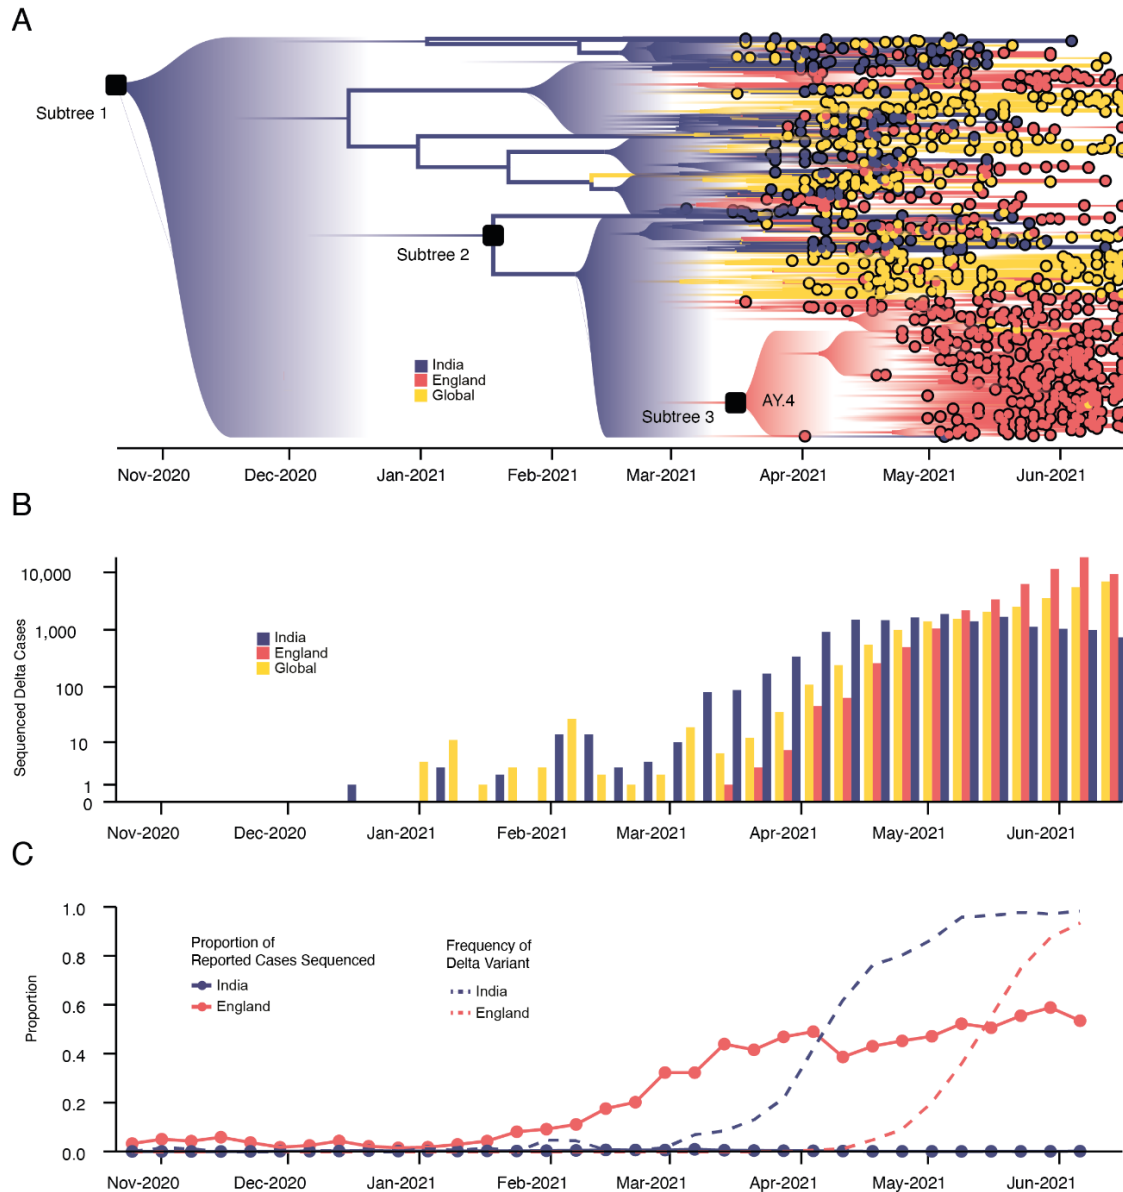 A
Subtree 1
Subtree 2
India
England
Global
Subtree 3
AY.4
Nov-2020 Dec-2020 Jan-2021 Feb-2021 Mar-2021 Apr-2021 May-2021 Jun-2021
B
Sequenced Delta Cases
10,000
1,000
100
10
1
0
India
England
Global
Nov-2020 Dec-2020 Jan-2021 Feb-2021 Mar-2021 Apr-2021 May-2021 Jun-2021
C
Proportion
1.0
0.8
0.6
0.4
0.2
0.0
Proportion of
Reported Cases Sequenced
India
England
Frequency of
Delta Variant
India
England
Nov-2020 Dec-2020 Jan-2021 Feb-2021 Mar-2021 Apr-2021 May-2021 Jun-2021